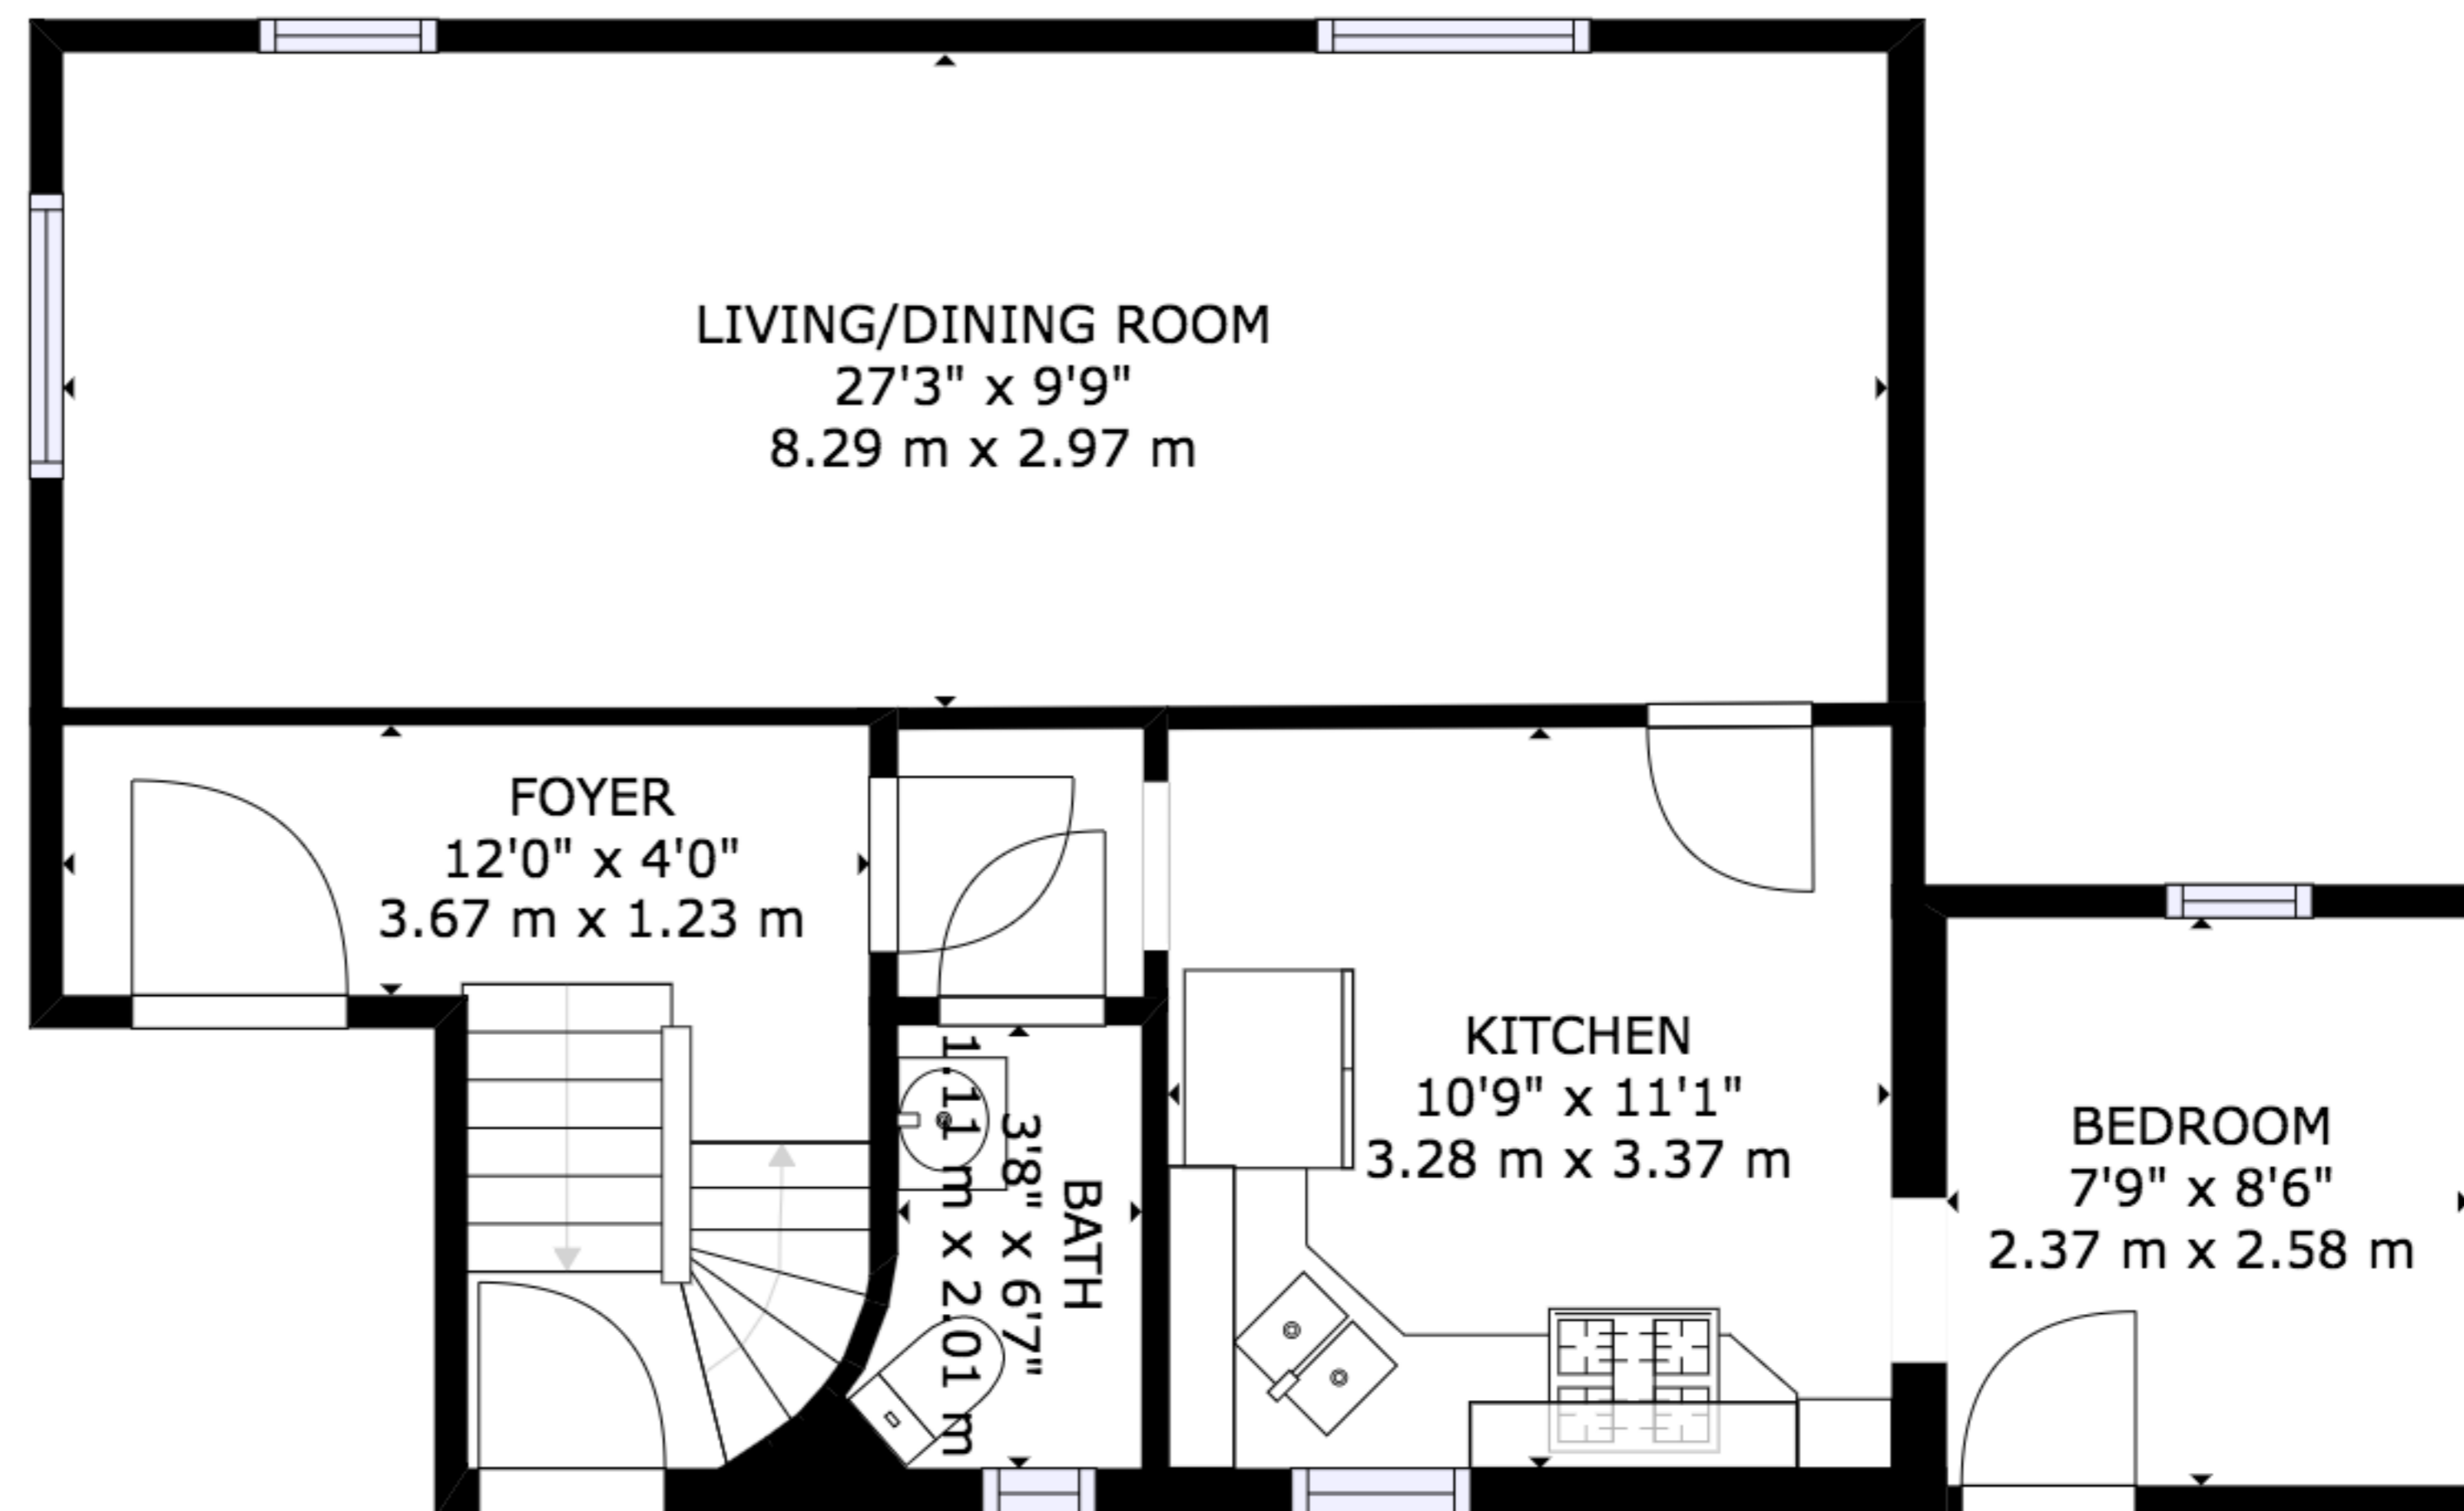 LIVING/DINING ROOM
27'3" x 9'9"
8.29 m x 2.97 m
FOYER
12'0" x 4'0"
3.67 m x 1.23 m
KITCHEN
10'9" x 11'1"
3.28 m x 3.37 m
BATH
3'8" x 6'7"
1.11 m x 2.01 m
BEDROOM
7'9" x 8'6"
2.37 m x 2.58 m